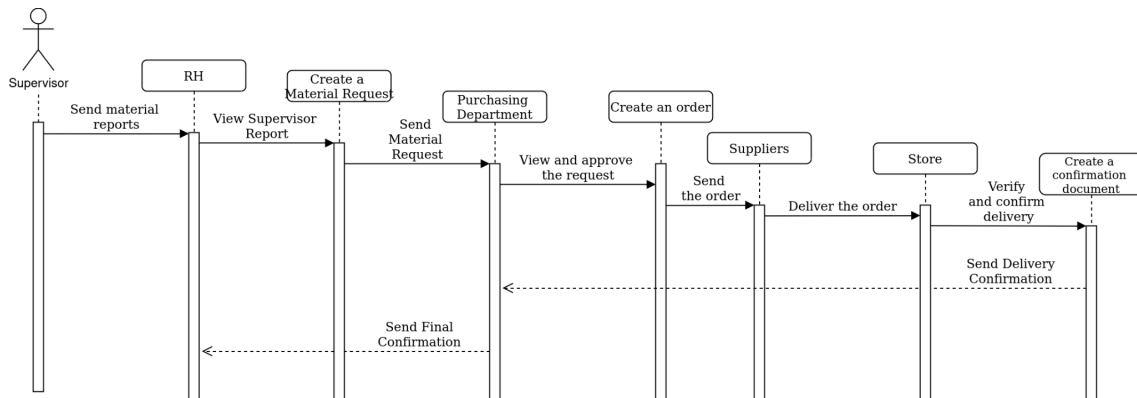 Supervisor
RH
Create a
Material Request
Purchasing
Department
Create an order
Suppliers
Store
Create a
confirmation
document
Send material
reports
View Supervisor
Report
Send
Material
Request
View and approve
the request
Send
the order
Deliver the order
Verify
and confirm
delivery
Send Delivery
Confirmation
Send Final
Confirmation